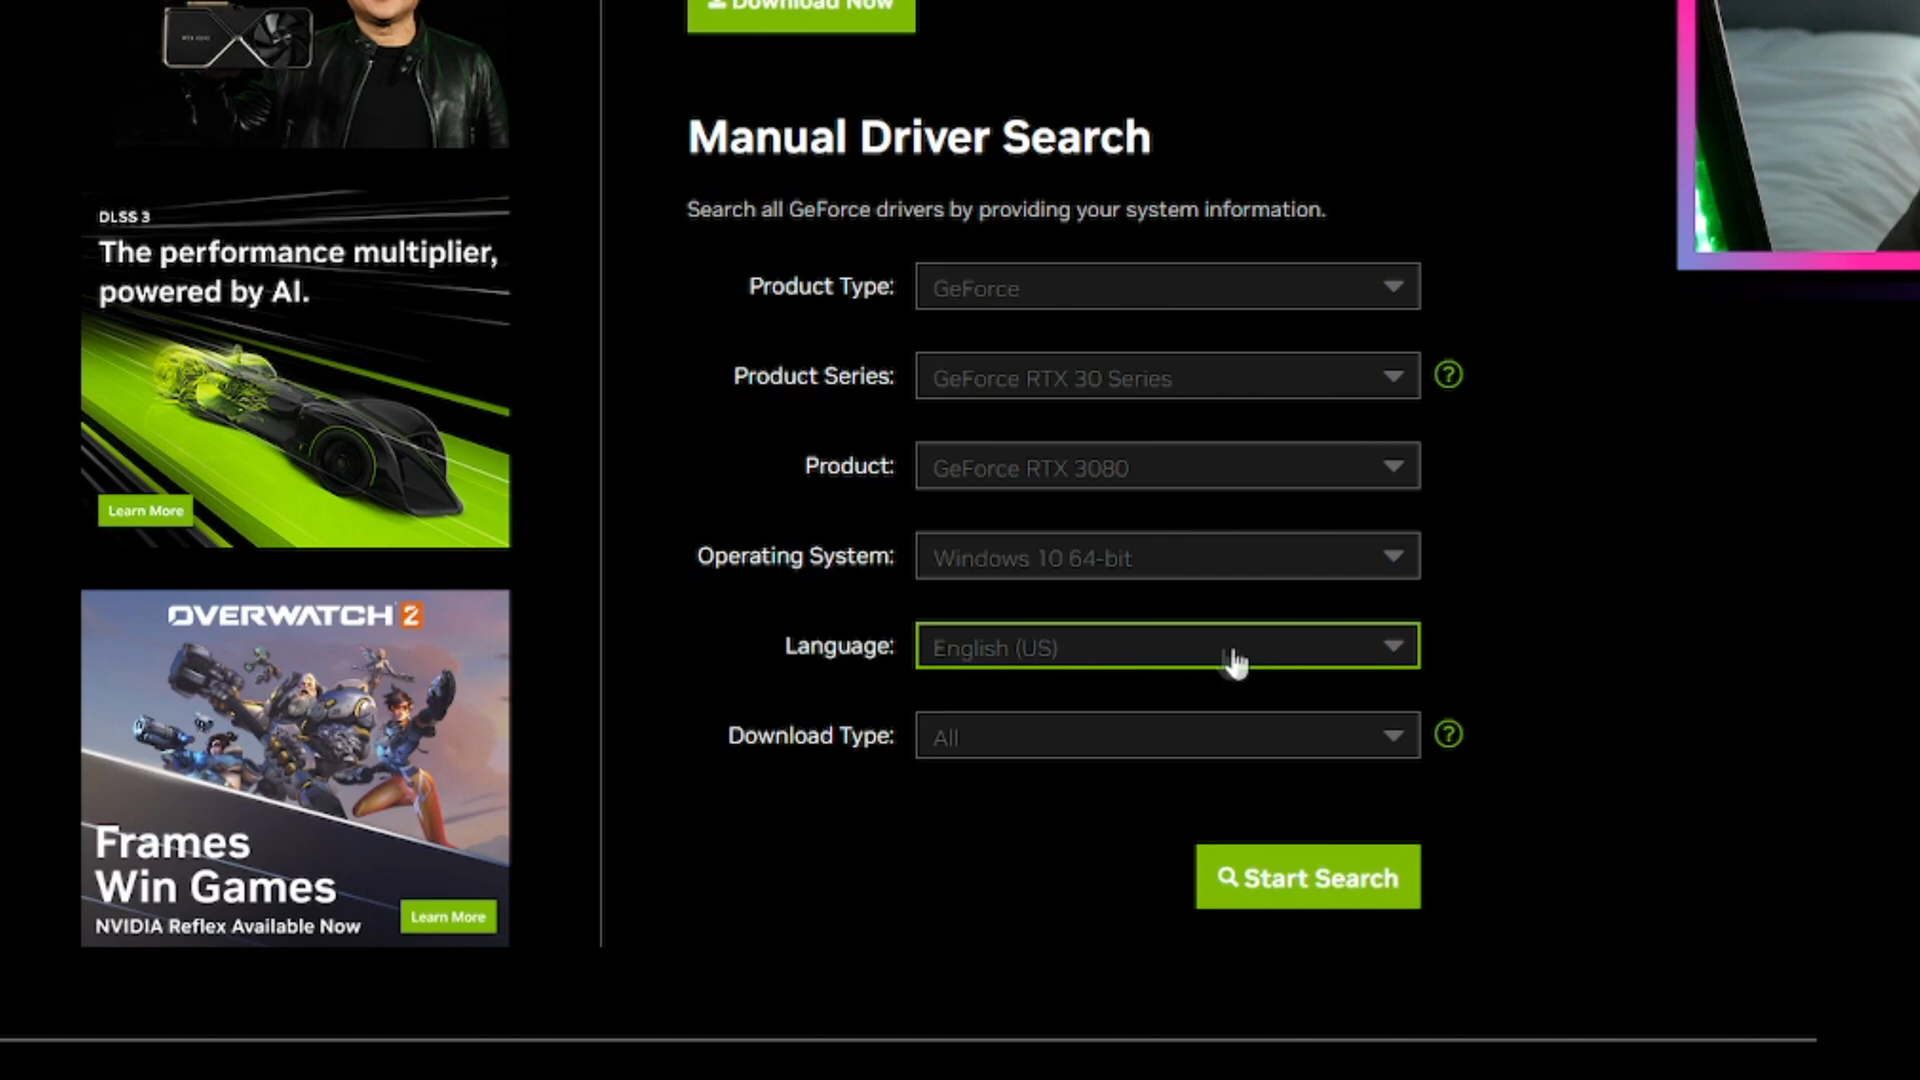 Download Now
Manual Driver Search
Search all GeForce drivers by providing your system information.
Product Type: GeForce
Product Series: GeForce RTX 30 Series
Product: GeForce RTX 3080
Operating System: Windows 10 64-bit
Language: English (US)
Download Type: All
Start Search
DLSS 3
The performance multiplier,
powered by AI.
Learn More
OVERWATCH 2
Frames
Win Games
NVIDIA Reflex Available Now
Learn More